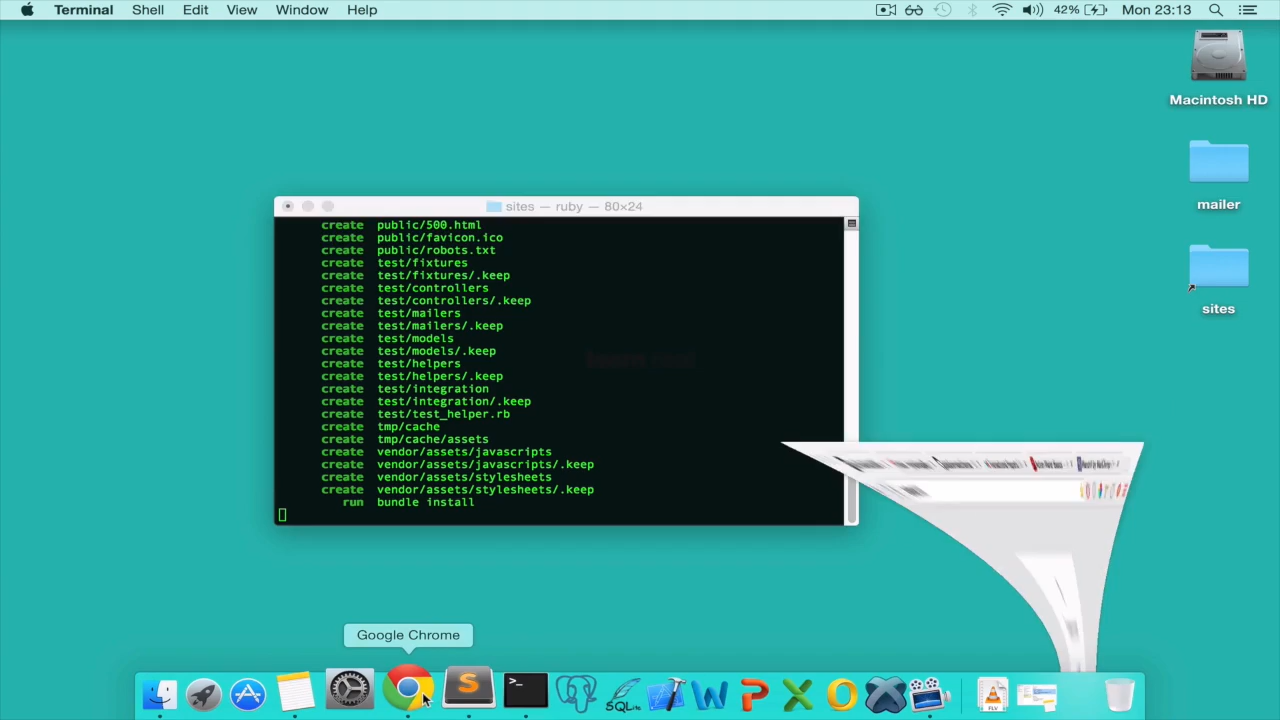 Terminal Shell Edit View Window Help 42% Mon 23:13
Macintosh HD
mailer
sites
sites — ruby — 80×24
create public/500.html
create public/favicon.ico
create public/robots.txt
create test/fixtures
create test/fixtures/.keep
create test/controllers
create test/controllers/.keep
create test/mailers
create test/mailers/.keep
create test/models
create test/models/.keep
create test/helpers
create test/helpers/.keep
create test/integration
create test/integration/.keep
create test/test_helper.rb
create tmp/cache
create tmp/cache/assets
create vendor/assets/javascripts
create vendor/assets/javascripts/.keep
create vendor/assets/stylesheets
create vendor/assets/stylesheets/.keep
run bundle install
Google Chrome
S
>_
SQLite
W
P
X
O
FLV